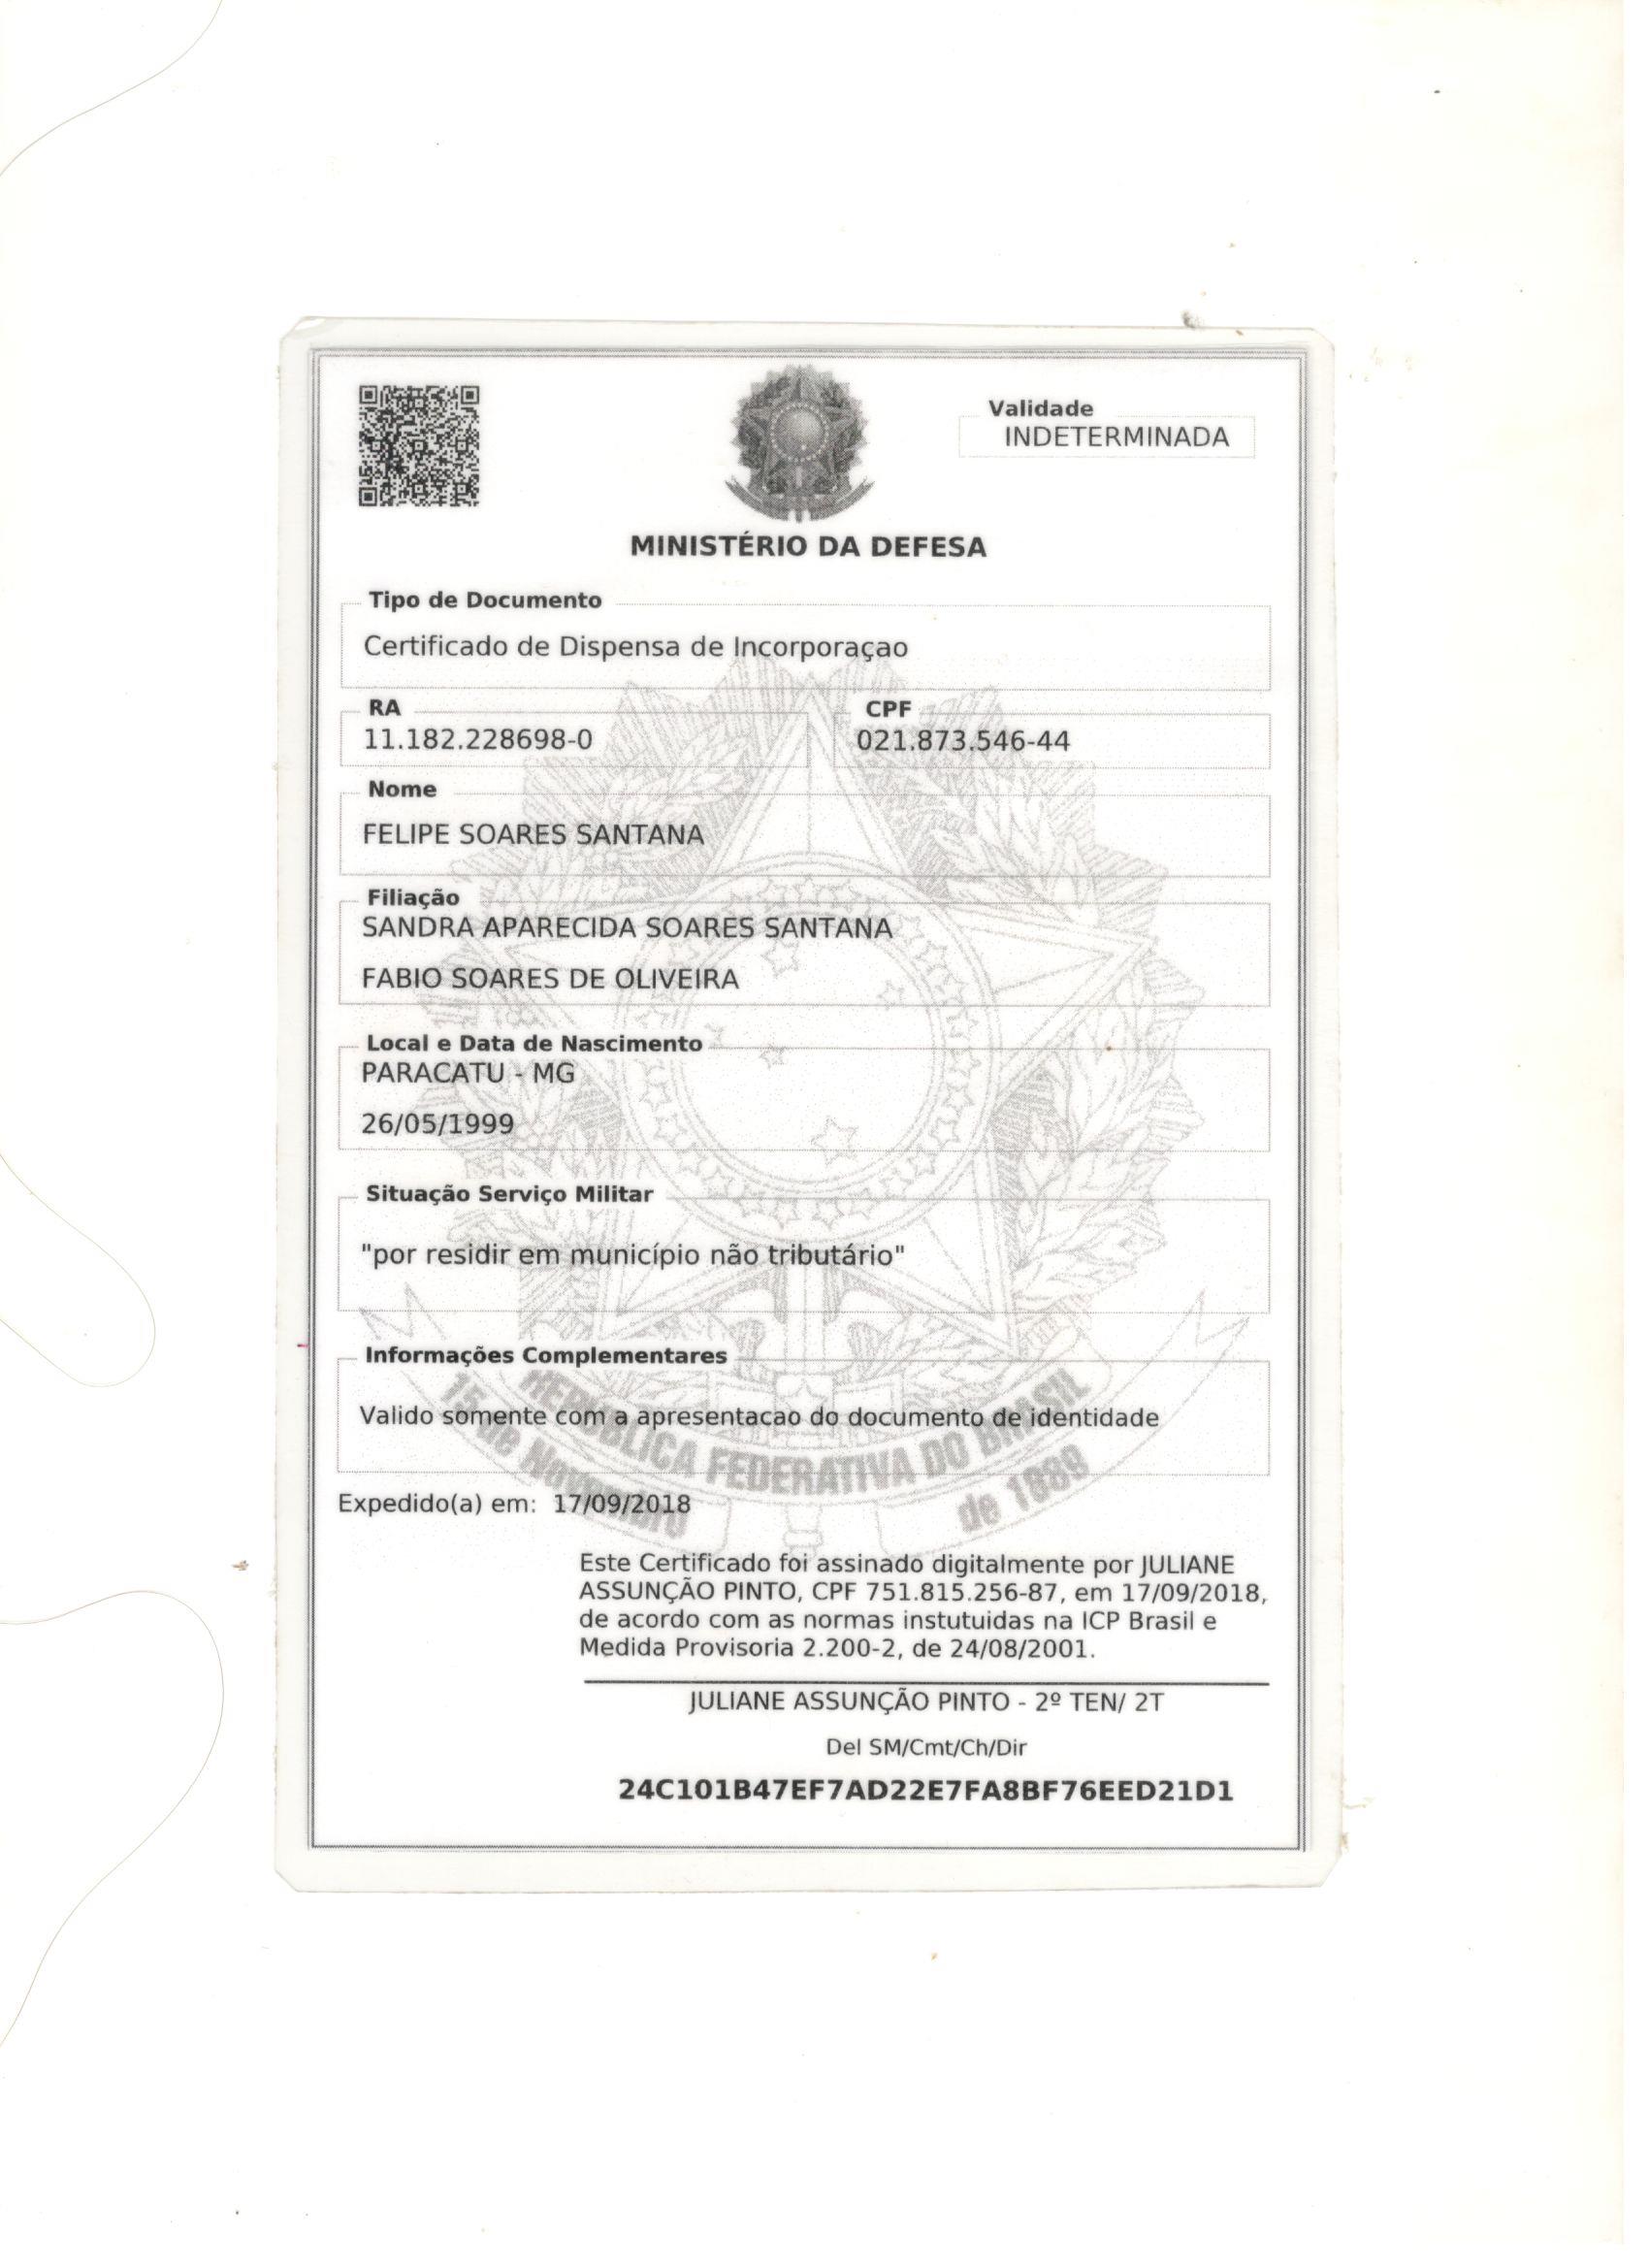 Validade
INDETERMINADA
MINISTÉRIO DA DEFESA
Tipo de Documento
Certificado de Dispensa de Incorporaçao
RA
11.182.228698-0
CPF
021.873.546-44
Nome
FELIPE SOARES SANTANA
Filiação
SANDRA APARECIDA SOARES SANTANA
FABIO SOARES DE OLIVEIRA
Local e Data de Nascimento
PARACATU - MG
26/05/1999
Situação Serviço Militar
"por residir em município não tributário"
Informações Complementares
Valido somente com a apresentacao do documento de identidade
REPÚBLICA FEDERATIVA DO BRASIL
15 de Novembro
de 1889
Expedido(a) em: 17/09/2018
Este Certificado foi assinado digitalmente por JULIANE
ASSUNÇÃO PINTO, CPF 751.815.256-87, em 17/09/2018,
de acordo com as normas instutuidas na ICP Brasil e
Medida Provisoria 2.200-2, de 24/08/2001.
JULIANE ASSUNÇÃO PINTO - 2º TEN/ 2T
Del SM/Cmt/Ch/Dir
24C101B47EF7AD22E7FA8BF76EED21D1